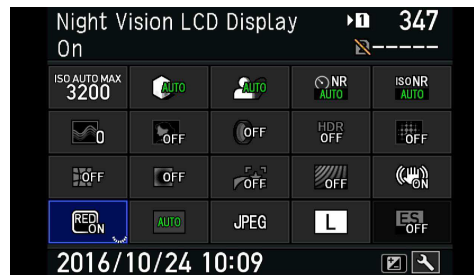 Night Vision LCD Display 1 347
On -----
ISO AUTO MAX 3200 AUTO AUTO NR AUTO ISO NR AUTO
0 OFF OFF HDR OFF OFF
OFF OFF OFF OFF ON
RED ON AUTO JPEG L ES OFF
2016/10/24 10:09